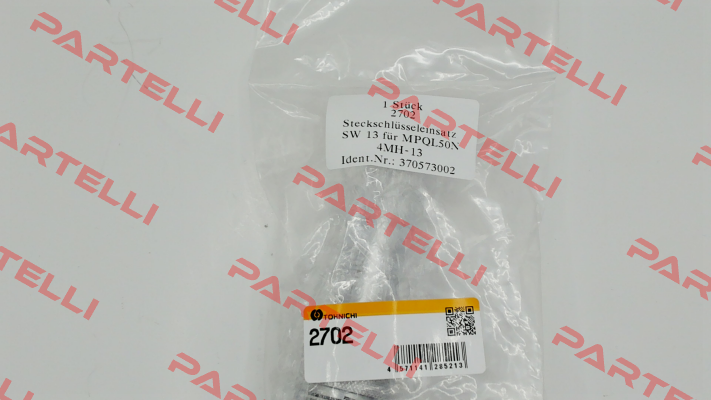 1 Stück
2702
Steckschlüsseleinsatz
SW 13 für MPQL50N
4MH-13
Ident.Nr.: 370573002
TOHNICHI
2702
4 571141 285213
PARTELLI
PARTELLI
PARTELLI
PARTELLI
PARTELLI
PARTELLI
PARTELLI
PARTELLI
PARTELLI